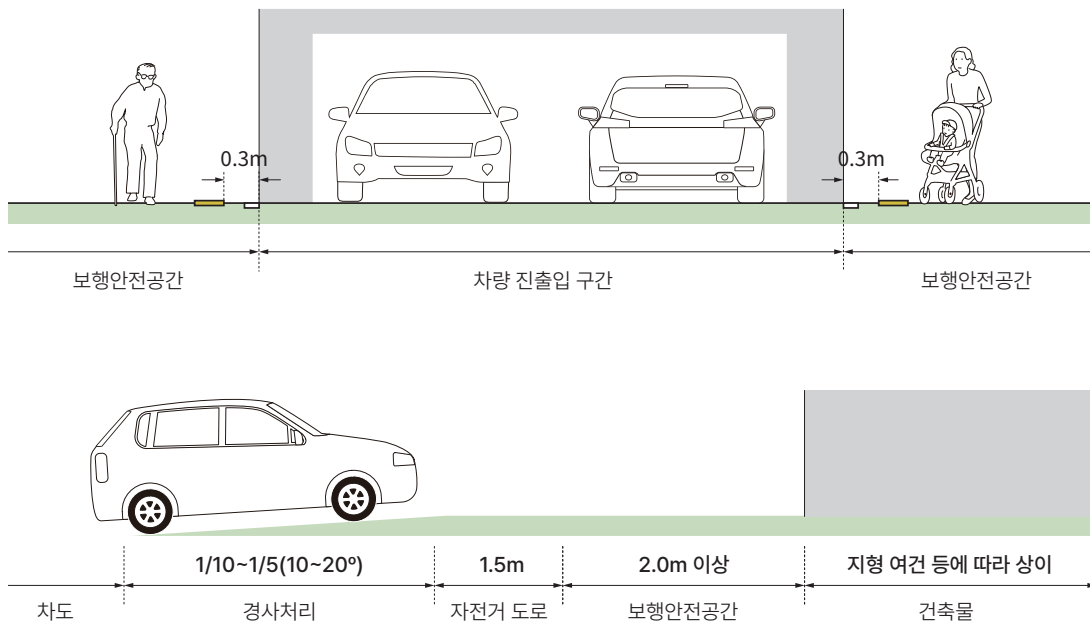 0.3m 0.3m
보행안전공간 차량 진출입 구간 보행안전공간
1/10~1/5(10~20º) 1.5m 2.0m 이상 지형 여건 등에 따라 상이
차도 경사처리 자전거 도로 보행안전공간 건축물